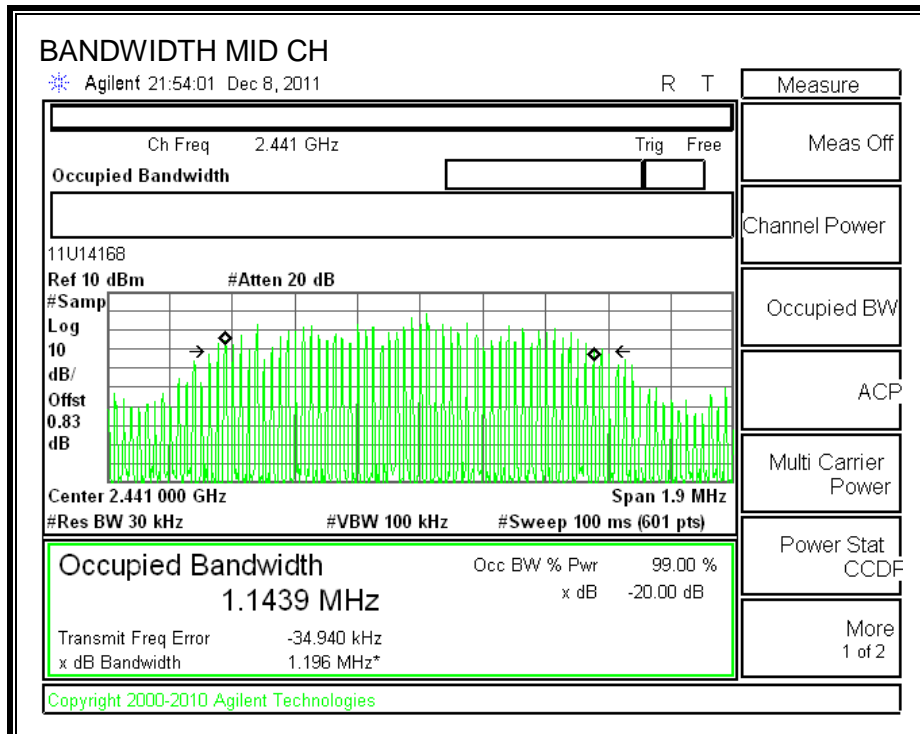 BANDWIDTH MID CH
Agilent 21:54:01 Dec 8, 2011 R T
Measure
Ch Freq 2.441 GHz Trig Free
Meas Off
Occupied Bandwidth
Channel Power
11U14168
Ref 10 dBm #Atten 20 dB
#Samp
Log
10
dB/
Offst
0.83
dB
Occupied BW
ACP
Center 2.441 000 GHz Span 1.9 MHz
#Res BW 30 kHz #VBW 100 kHz #Sweep 100 ms (601 pts)
Multi Carrier
Power
Occupied Bandwidth
1.1439 MHz
Occ BW % Pwr 99.00 %
x dB -20.00 dB
Transmit Freq Error -34.940 kHz
x dB Bandwidth 1.196 MHz*
Power Stat
CCDF
More
1 of 2
Copyright 2000-2010 Agilent Technologies